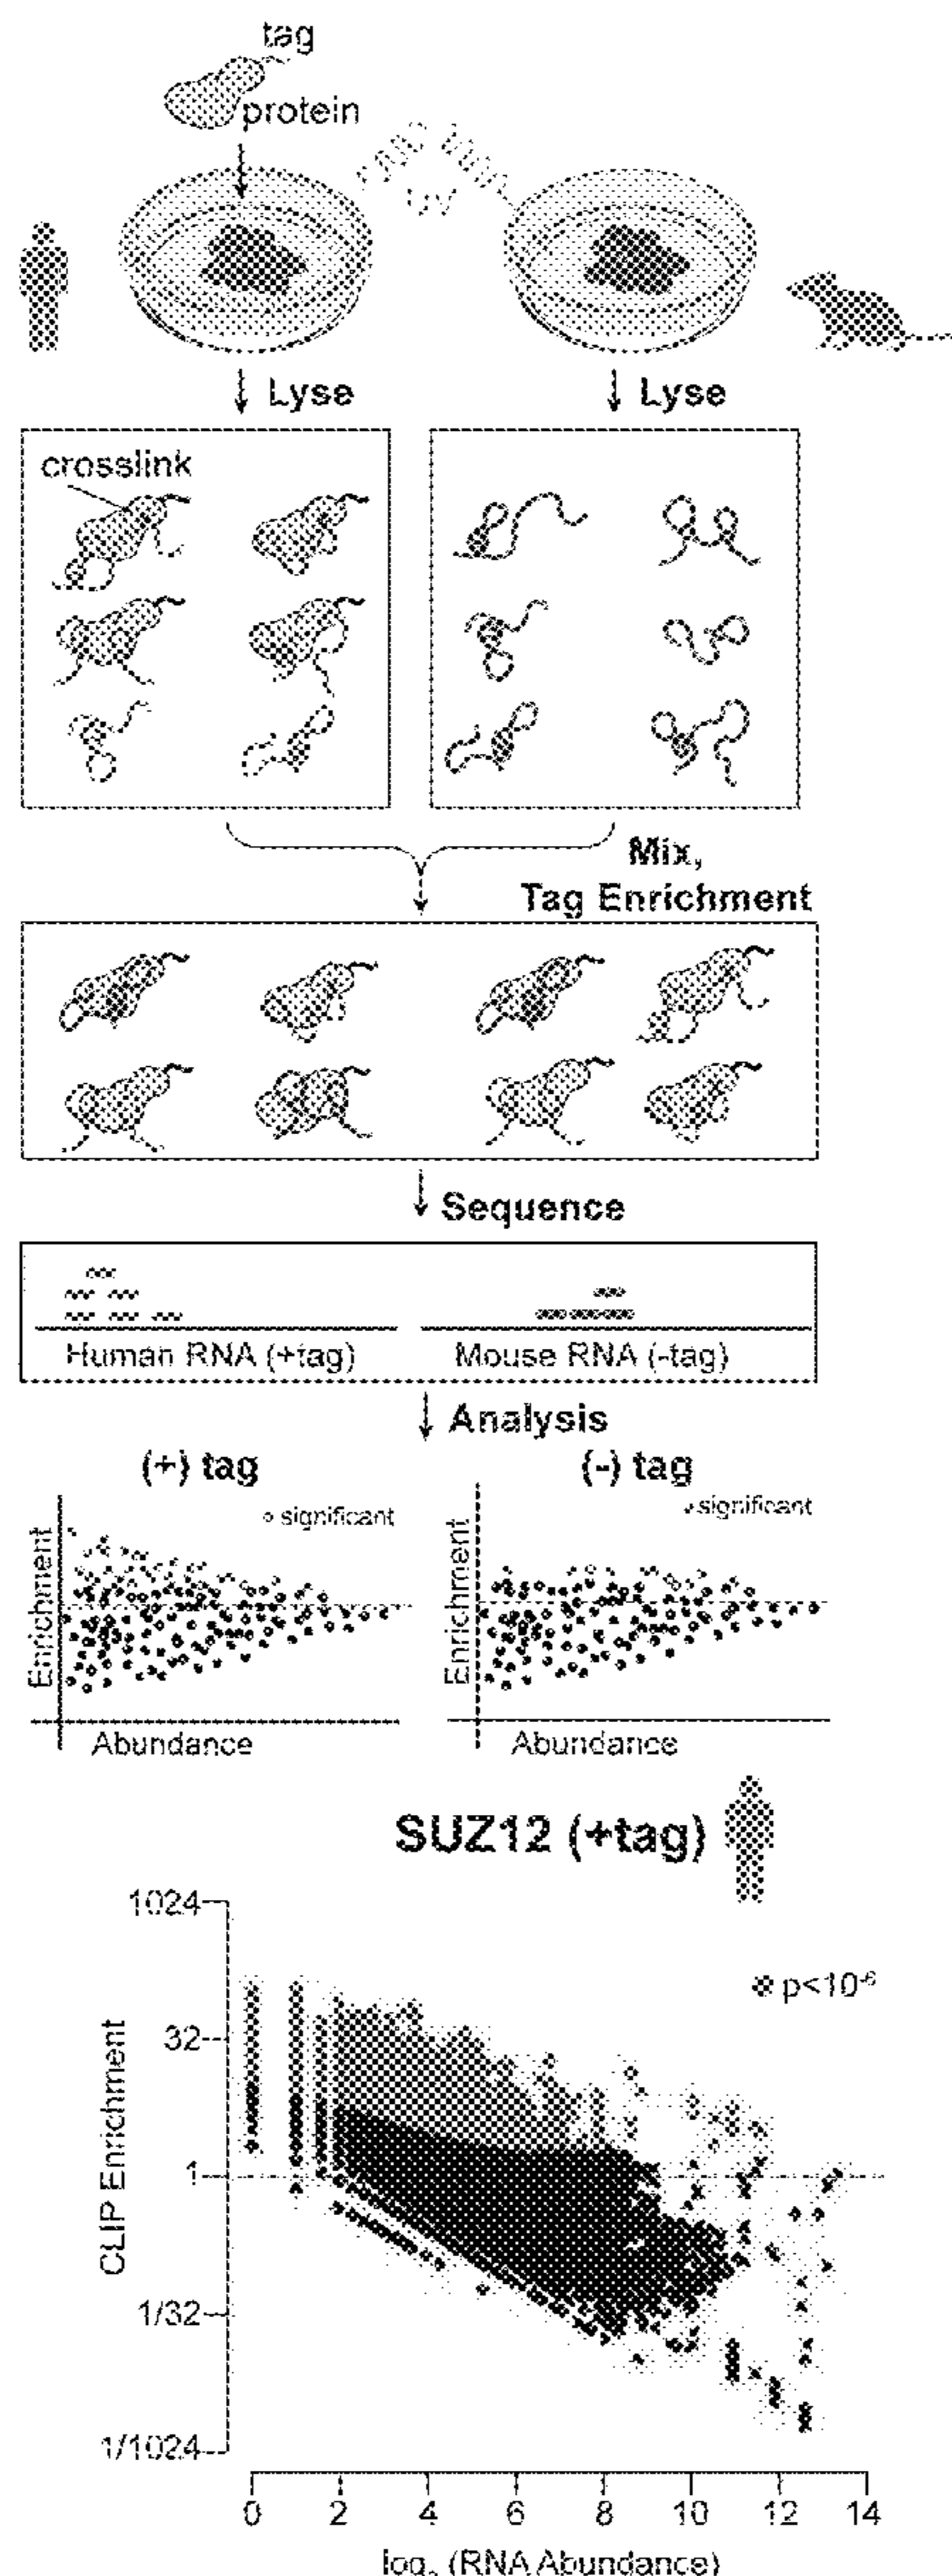 tag
protein
UV
Lyse
Lyse
crosslink
Mix,
Tag Enrichment
Sequence
Human RNA (+tag)
Mouse RNA (-tag)
Analysis
(+) tag
(-) tag
significant
significant
Enrichment
Enrichment
Abundance
Abundance
SUZ12 (+tag)
1024
p<10⁻⁶
32
CLIP Enrichment
1
1/32
1/1024
0 2 4 6 8 10 12 14
log₂ (RNA Abundance)